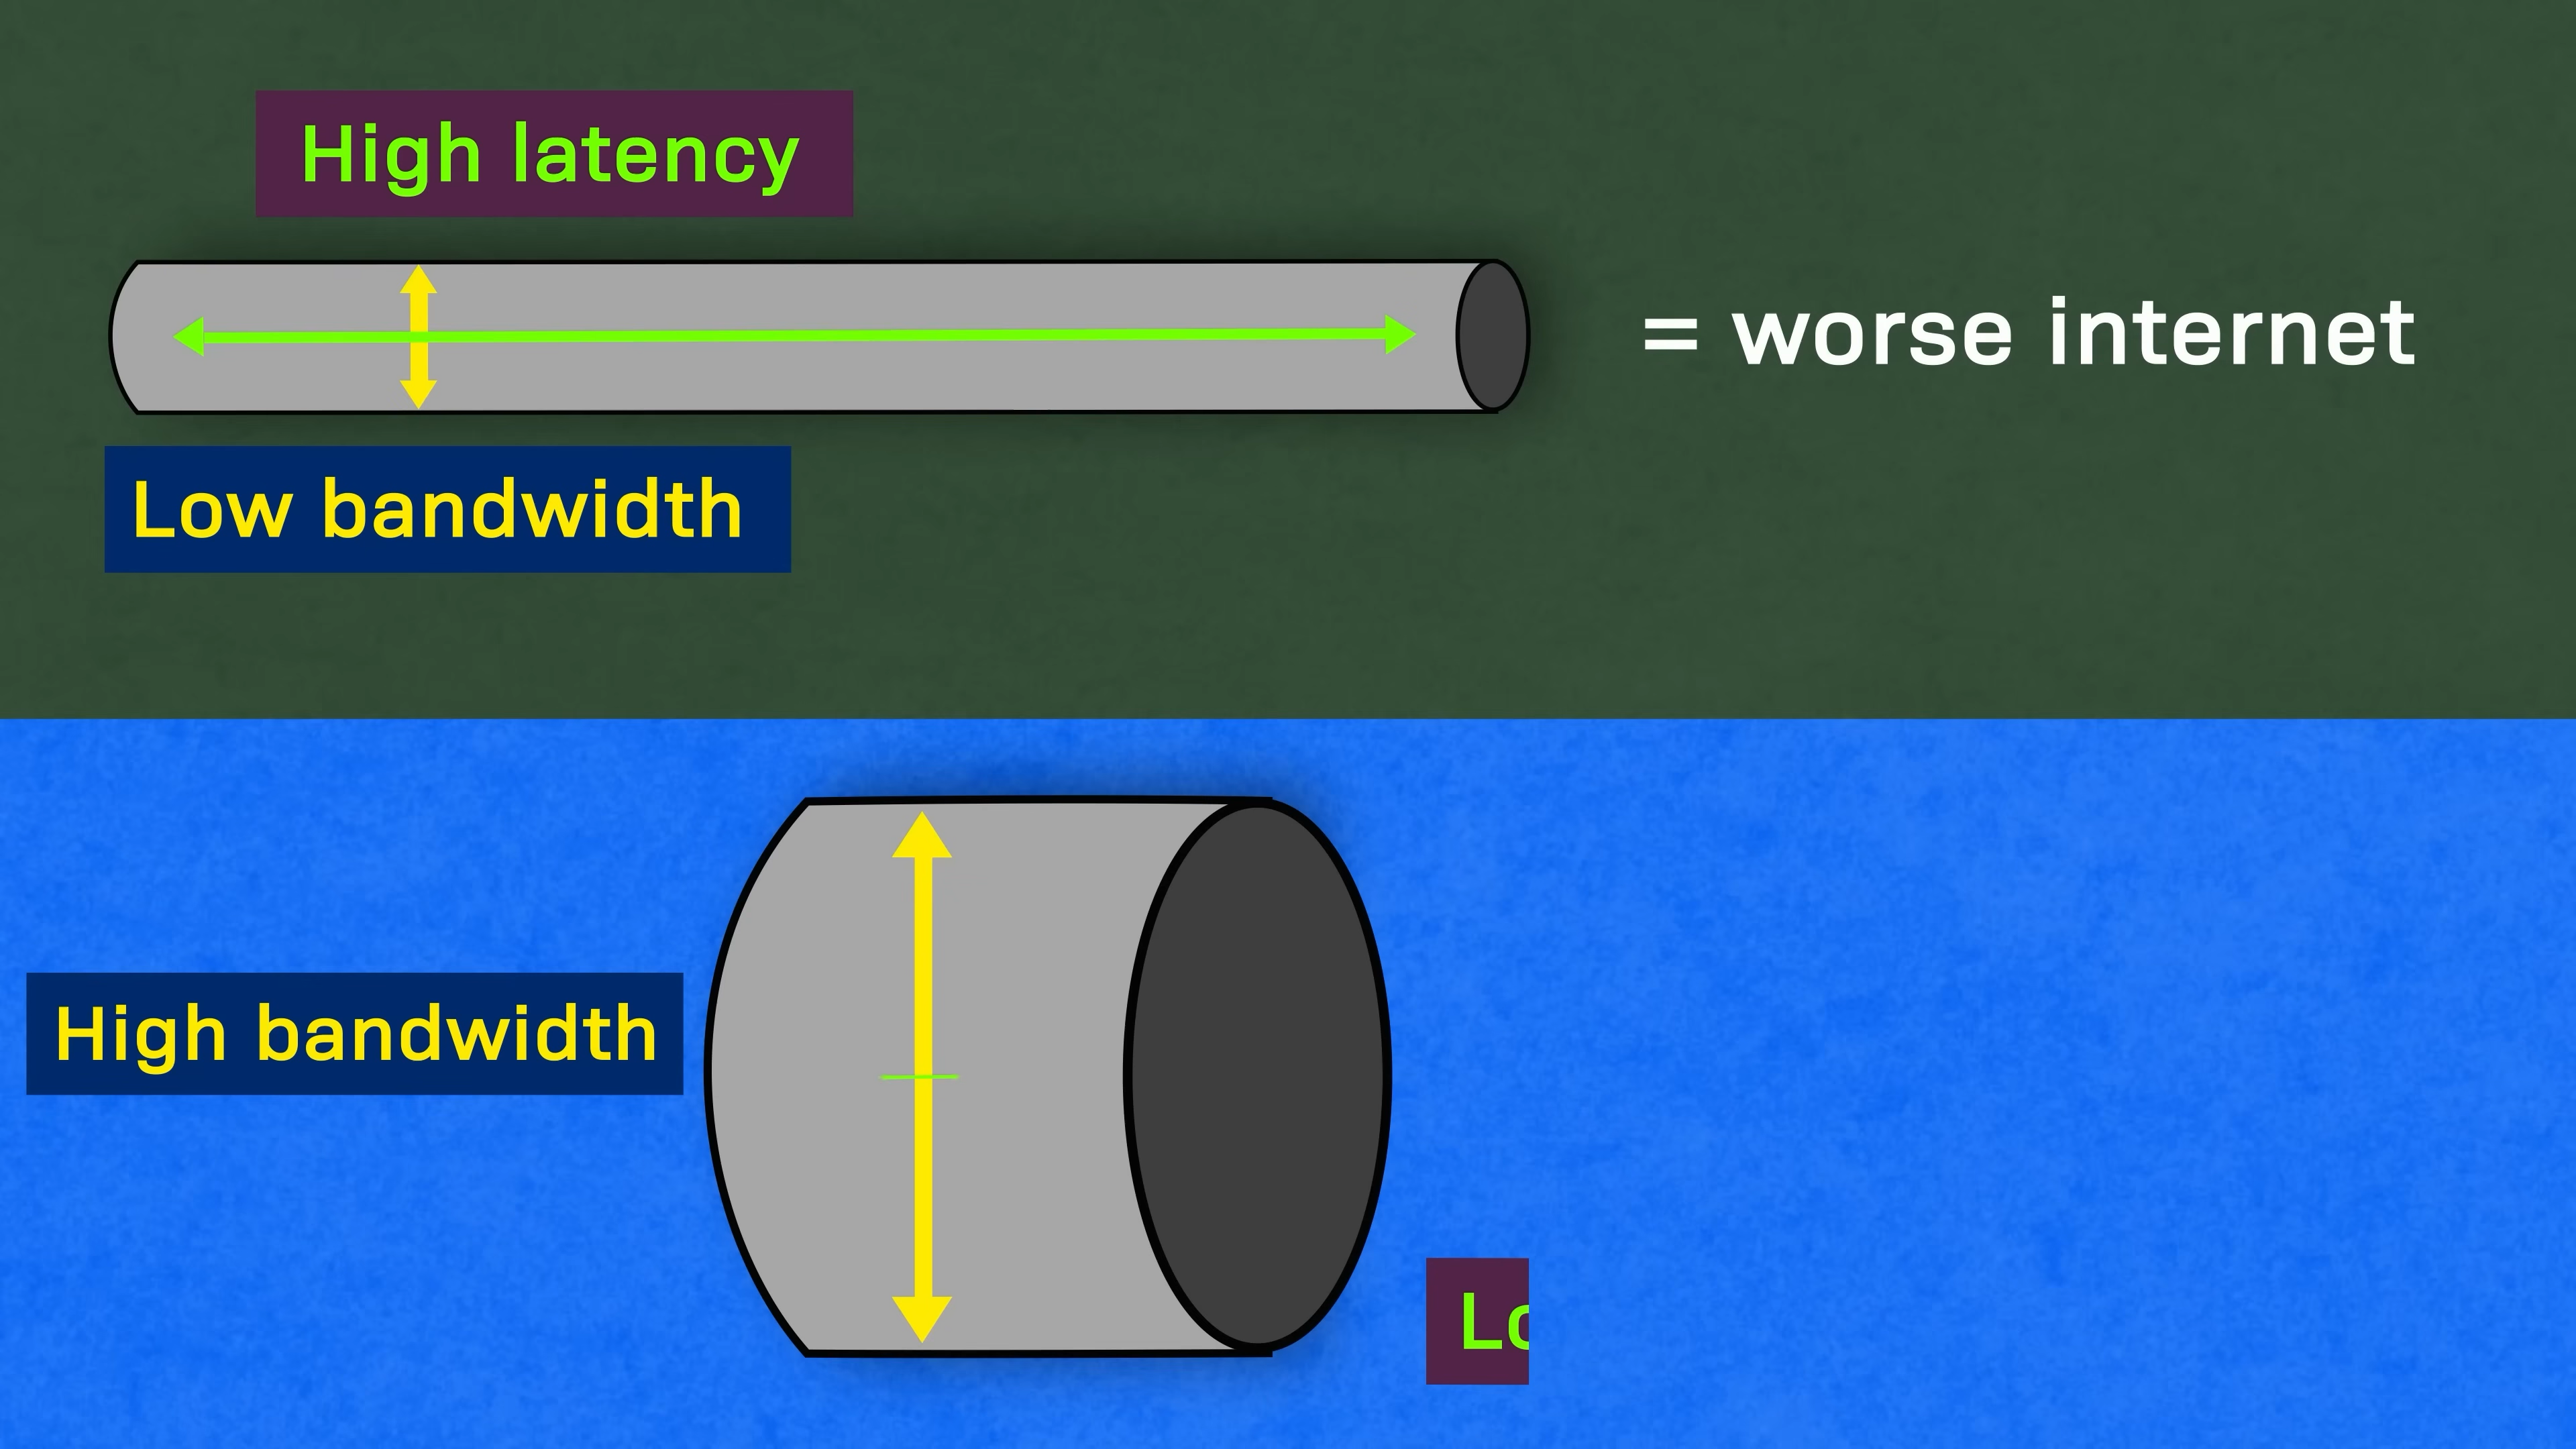 High latency
= worse internet
Low bandwidth
High bandwidth